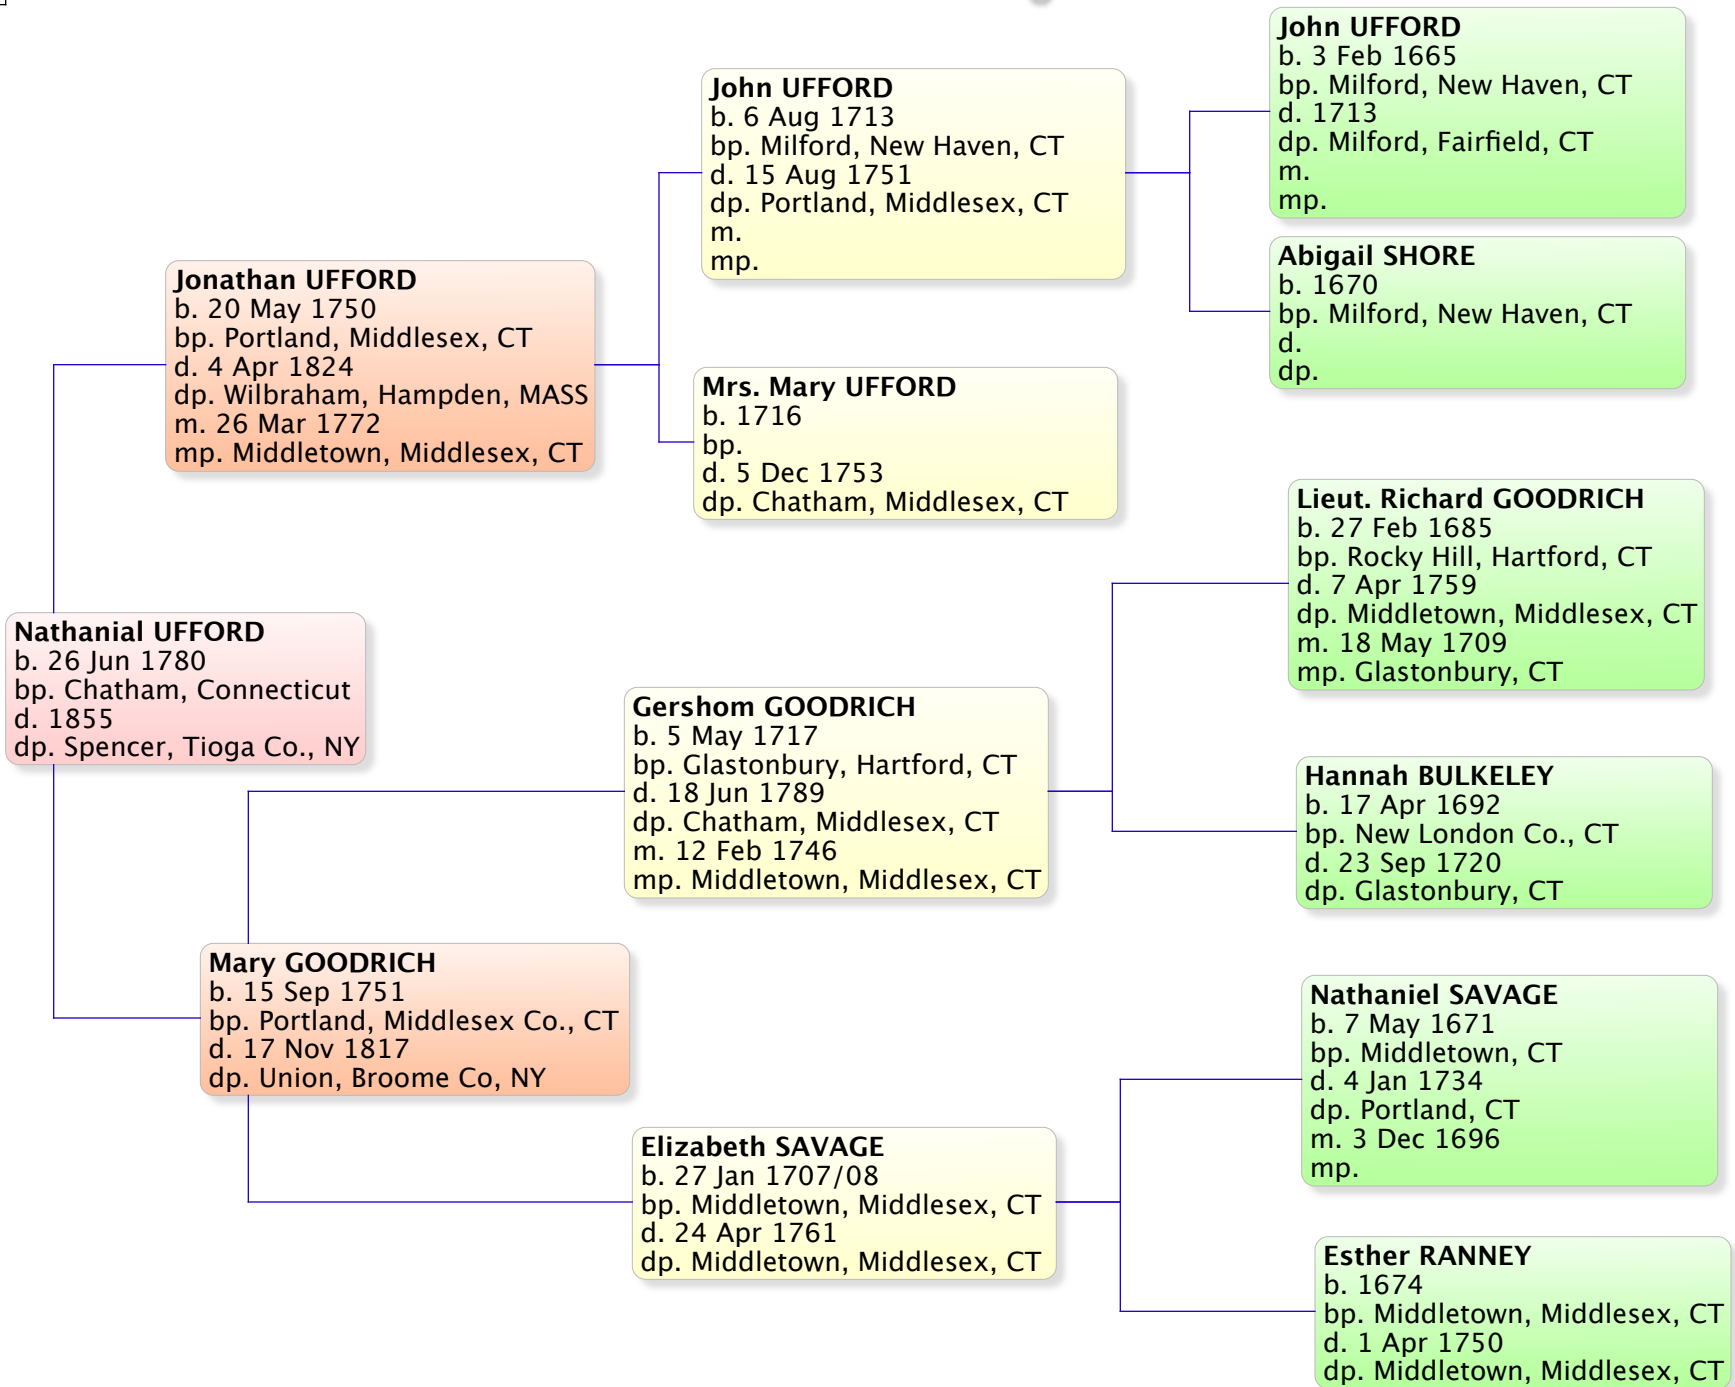 John UFFORD
b. 3 Feb 1665
bp. Milford, New Haven, CT
d. 1713
dp. Milford, Fairfield, CT
m.
mp.
John UFFORD
b. 6 Aug 1713
bp. Milford, New Haven, CT
d. 15 Aug 1751
dp. Portland, Middlesex, CT
m.
mp.
Abigail SHORE
b. 1670
bp. Milford, New Haven, CT
d.
dp.
Jonathan UFFORD
b. 20 May 1750
bp. Portland, Middlesex, CT
d. 4 Apr 1824
dp. Wilbraham, Hampden, MASS
m. 26 Mar 1772
mp. Middletown, Middlesex, CT
Mrs. Mary UFFORD
b. 1716
bp.
d. 5 Dec 1753
dp. Chatham, Middlesex, CT
Lieut. Richard GOODRICH
b. 27 Feb 1685
bp. Rocky Hill, Hartford, CT
d. 7 Apr 1759
dp. Middletown, Middlesex, CT
m. 18 May 1709
mp. Glastonbury, CT
Nathanial UFFORD
b. 26 Jun 1780
bp. Chatham, Connecticut
d. 1855
dp. Spencer, Tioga Co., NY
Gershom GOODRICH
b. 5 May 1717
bp. Glastonbury, Hartford, CT
d. 18 Jun 1789
dp. Chatham, Middlesex, CT
m. 12 Feb 1746
mp. Middletown, Middlesex, CT
Hannah BULKELEY
b. 17 Apr 1692
bp. New London Co., CT
d. 23 Sep 1720
dp. Glastonbury, CT
Mary GOODRICH
b. 15 Sep 1751
bp. Portland, Middlesex Co., CT
d. 17 Nov 1817
dp. Union, Broome Co, NY
Nathaniel SAVAGE
b. 7 May 1671
bp. Middletown, CT
d. 4 Jan 1734
dp. Portland, CT
m. 3 Dec 1696
mp.
Elizabeth SAVAGE
b. 27 Jan 1707/08
bp. Middletown, Middlesex, CT
d. 24 Apr 1761
dp. Middletown, Middlesex, CT
Esther RANNEY
b. 1674
bp. Middletown, Middlesex, CT
d. 1 Apr 1750
dp. Middletown, Middlesex, CT